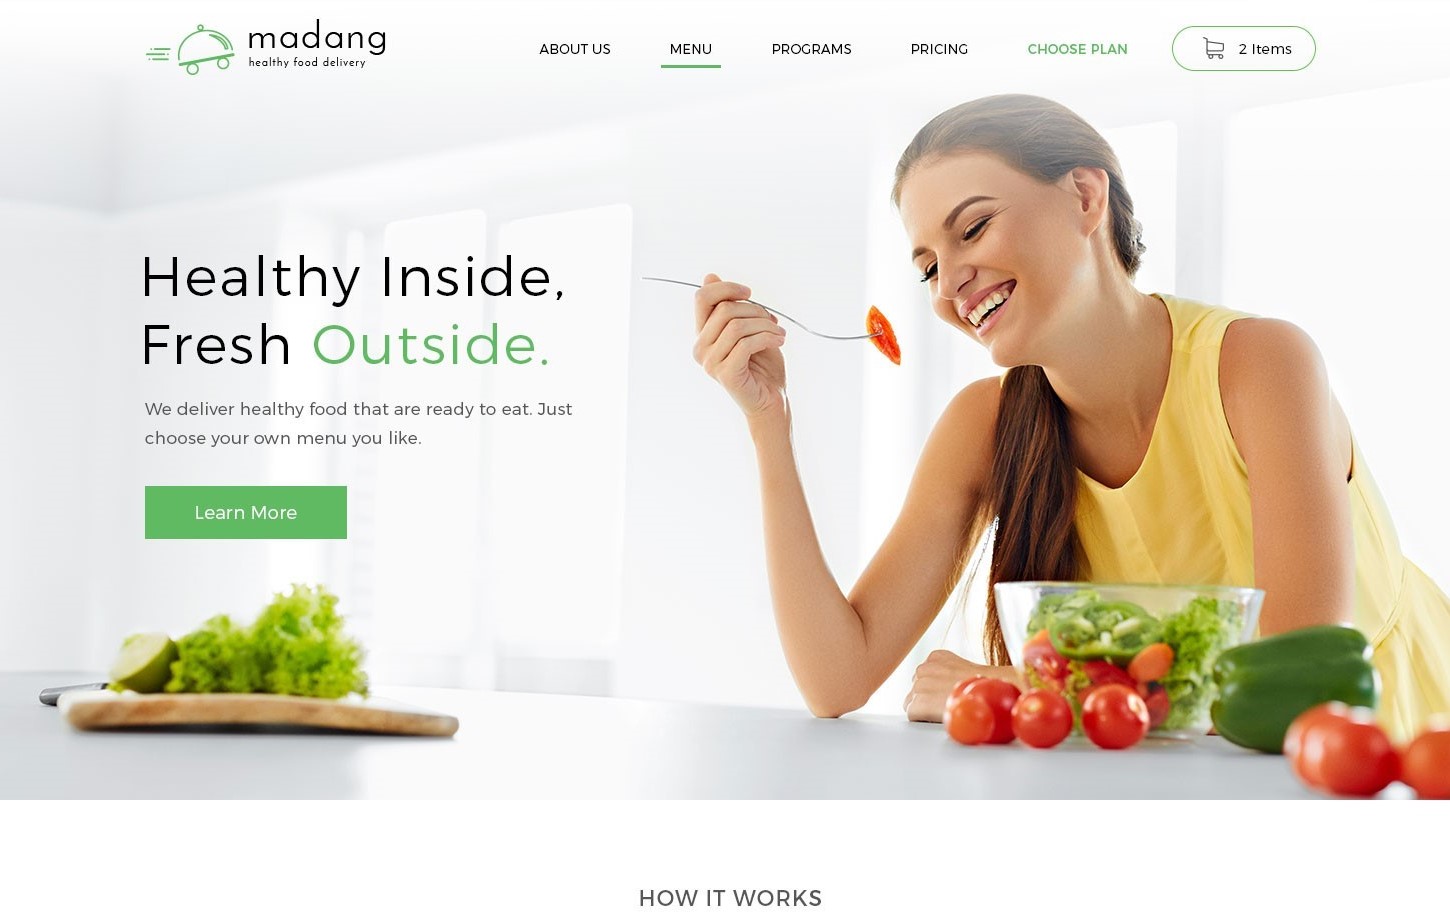 madang
healthy food delivery
ABOUT US
MENU
PROGRAMS
PRICING
CHOOSE PLAN
2 Items
Healthy Inside,
Fresh Outside.
We deliver healthy food that are ready to eat. Just
choose your own menu you like.
Learn More
HOW IT WORKS